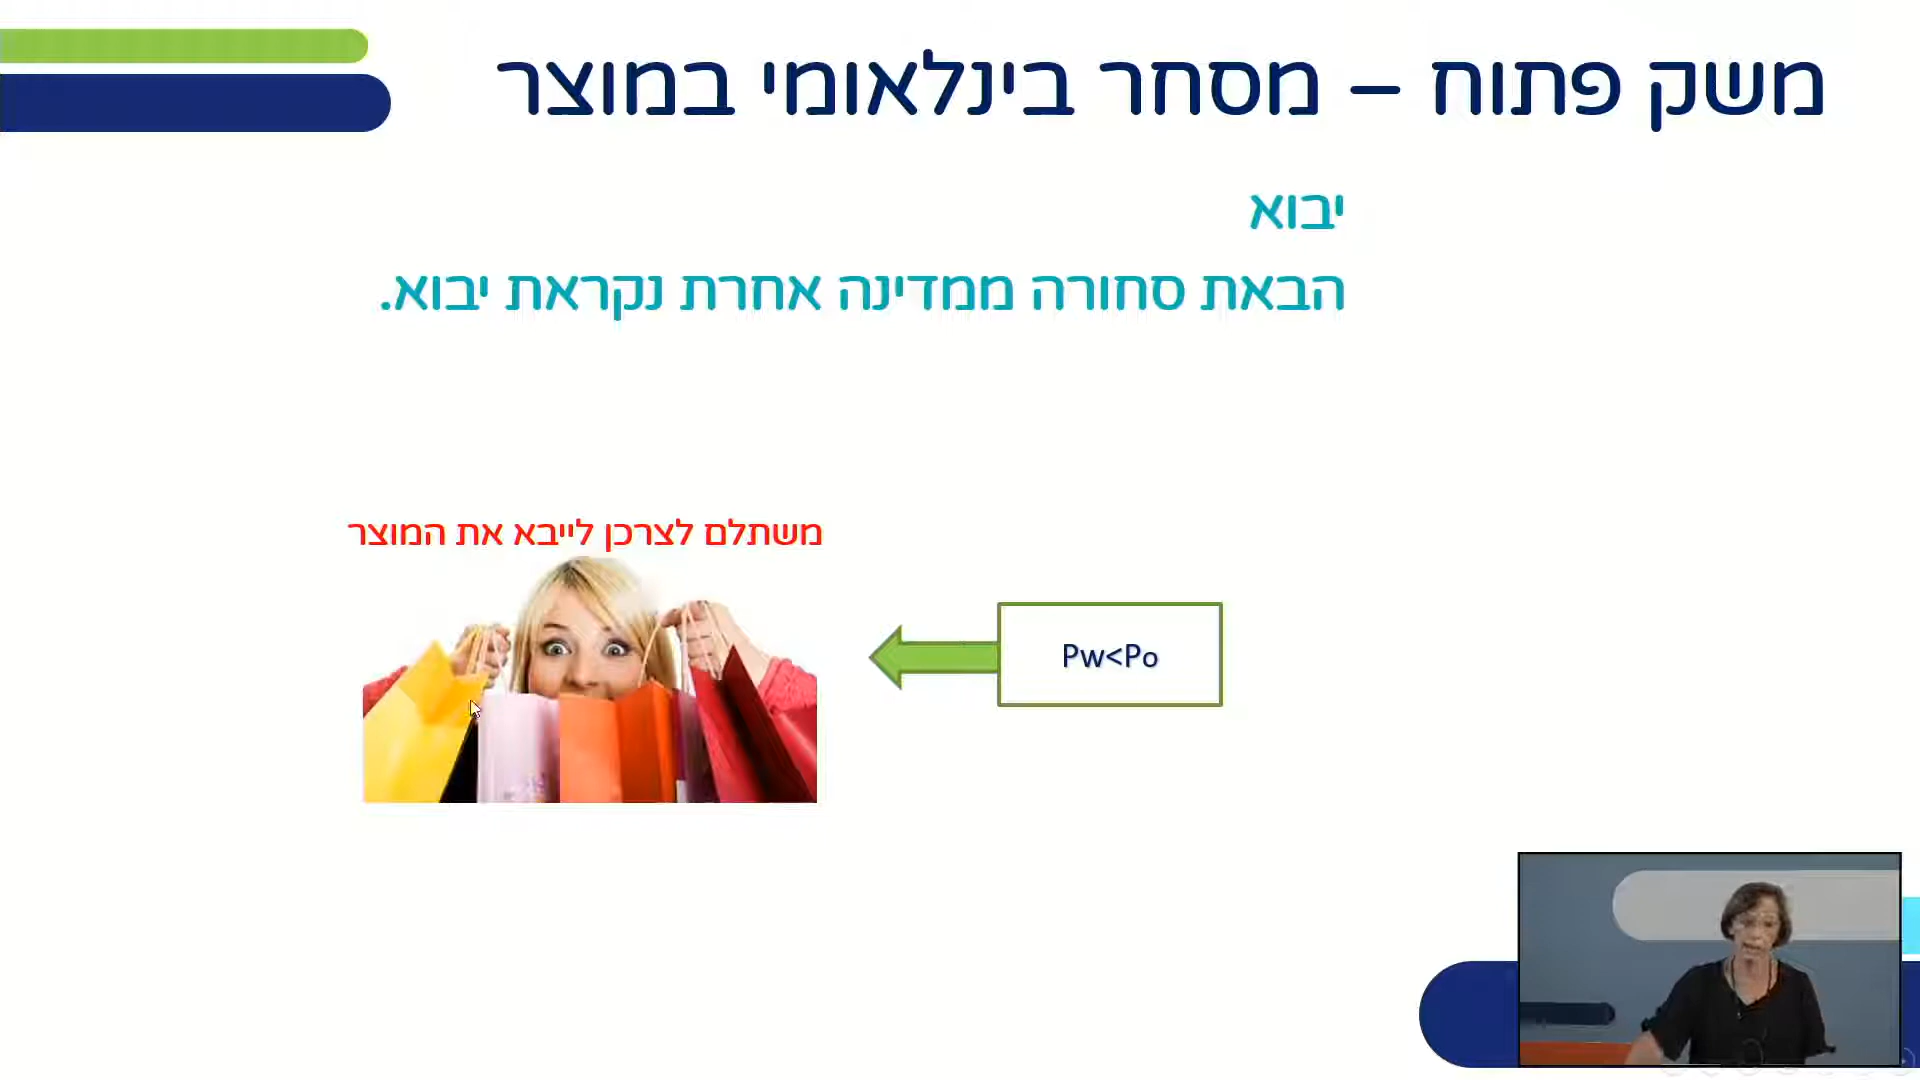 משק פתוח – מסחר בינלאומי במוצר
יבוא
הבאת סחורה ממדינה אחרת נקראת יבוא.
משתלם לצרכן לייבא את המוצר
Pw<Po